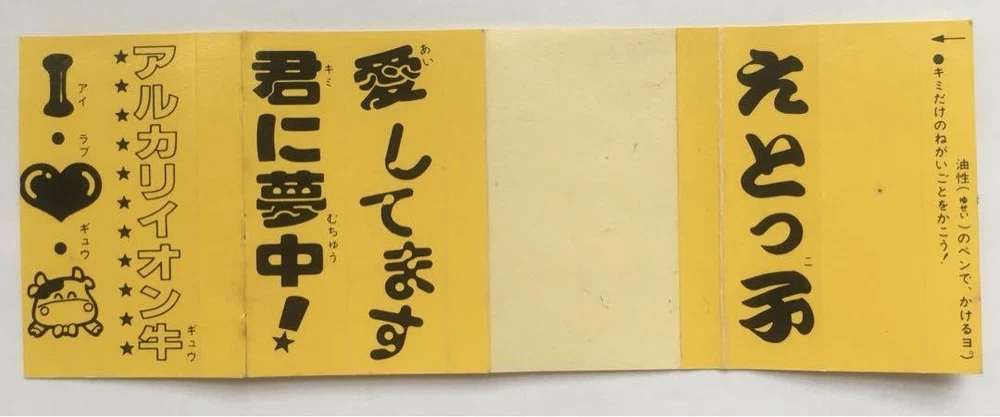 ←●キミだけのねがいごとをかこう!
油性(ゆせい)のペンで、かけるヨ。)
えとっ子
こ
愛してます
あい
君に夢中!★
キミ
むちゅう
アルカリイオン牛
ギュウ
★★★★★★★★★★★
I・♥・
アイ
ラブ
ギュウ